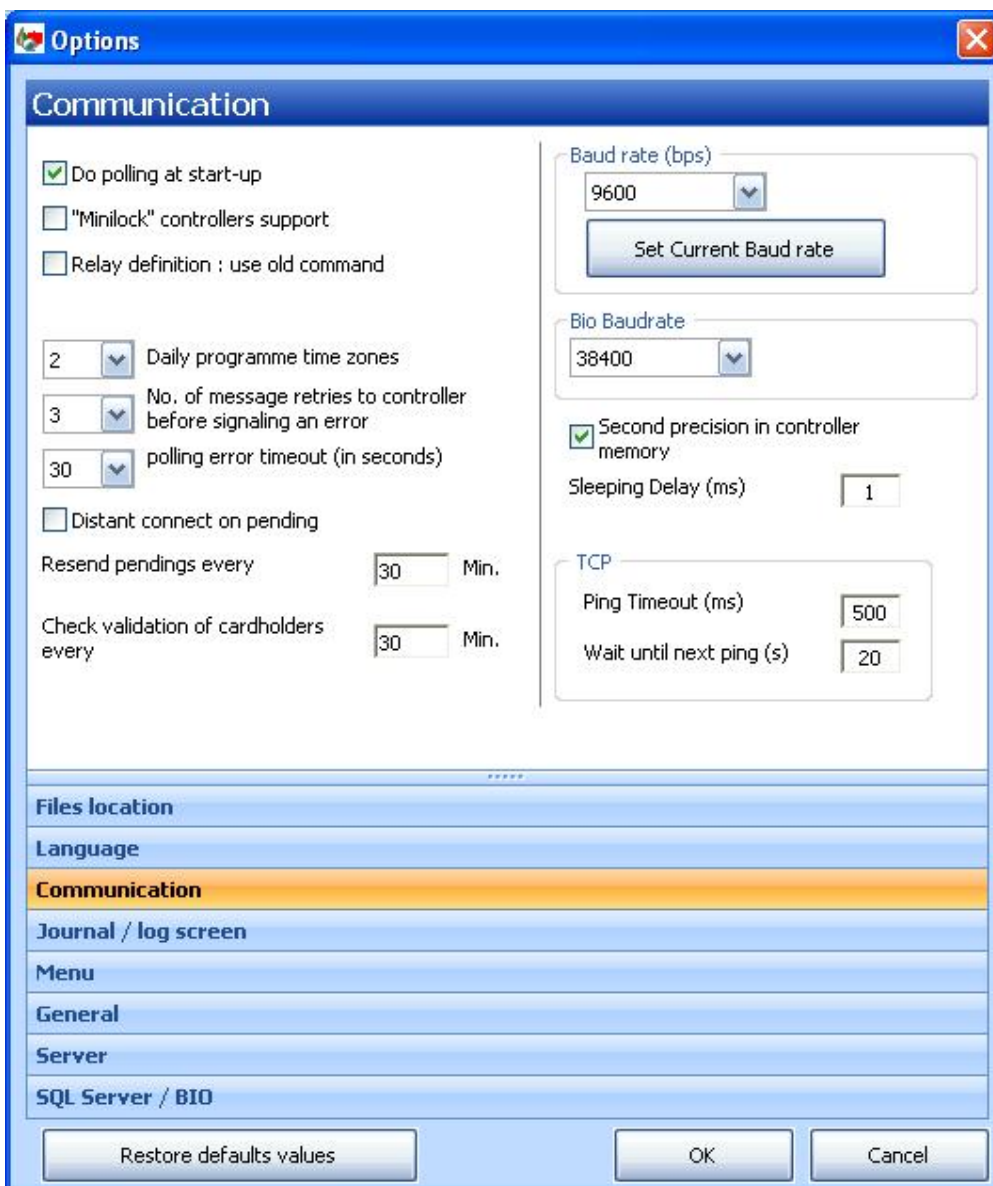 Options
Communication
Do polling at start-up
"Minilock" controllers support
Relay definition : use old command
2 Daily programme time zones
3 No. of message retries to controller
before signaling an error
30 polling error timeout (in seconds)
Distant connect on pending
Resend pendings every 30 Min.
Check validation of cardholders
every 30 Min.
Baud rate (bps)
9600
Set Current Baud rate
Bio Baudrate
38400
Second precision in controller
memory
Sleeping Delay (ms) 1
TCP
Ping Timeout (ms) 500
Wait until next ping (s) 20
Files location
Language
Communication
Journal / log screen
Menu
General
Server
SQL Server / BIO
Restore defaults values OK Cancel